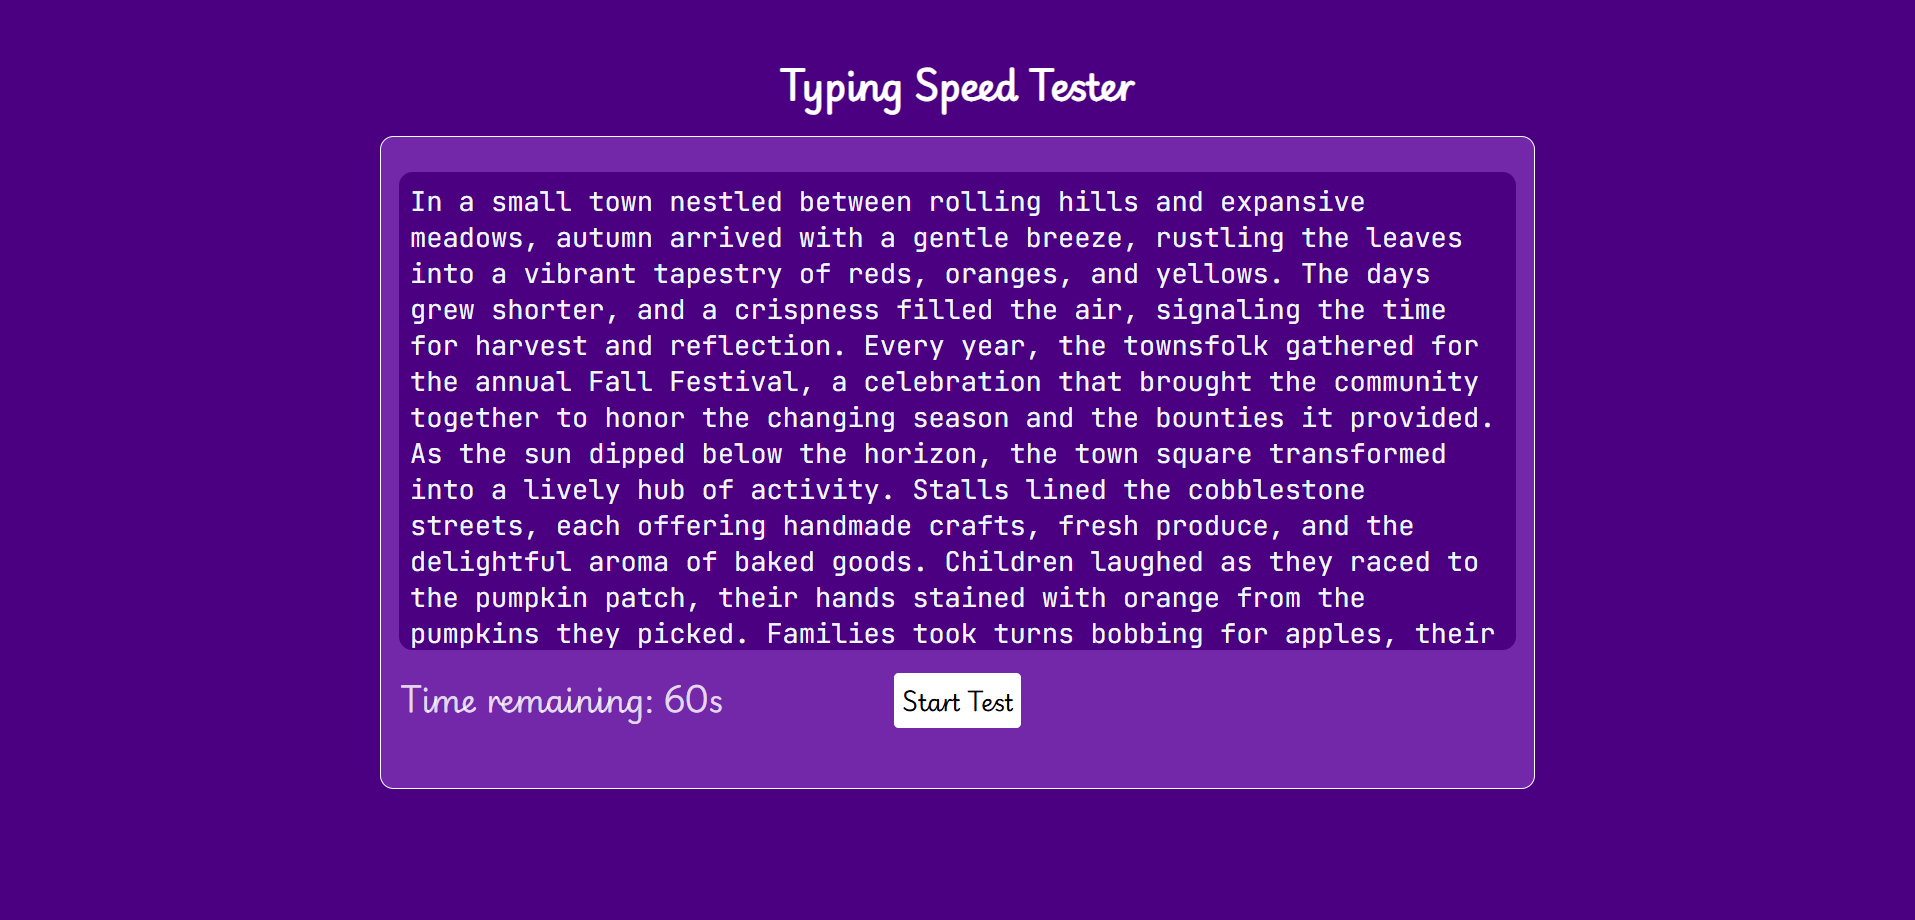 Typing Speed Tester
In a small town nestled between rolling hills and expansive
meadows, autumn arrived with a gentle breeze, rustling the leaves
into a vibrant tapestry of reds, oranges, and yellows. The days
grew shorter, and a crispness filled the air, signaling the time
for harvest and reflection. Every year, the townsfolk gathered for
the annual Fall Festival, a celebration that brought the community
together to honor the changing season and the bounties it provided.
As the sun dipped below the horizon, the town square transformed
into a lively hub of activity. Stalls lined the cobblestone
streets, each offering handmade crafts, fresh produce, and the
delightful aroma of baked goods. Children laughed as they raced to
the pumpkin patch, their hands stained with orange from the
pumpkins they picked. Families took turns bobbing for apples, their
Time remaining: 60s
Start Test